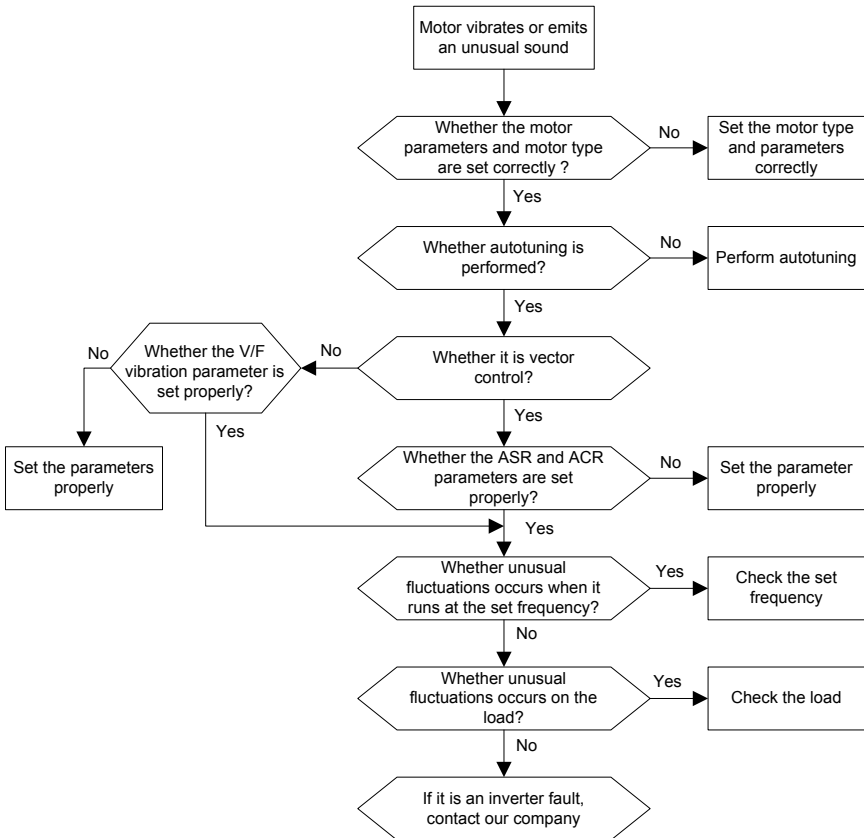 Motor vibrates or emits
an unusual sound
Whether the motor
parameters and motor type
are set correctly ?
No
Set the motor type
and parameters
correctly
Yes
Whether autotuning is
performed?
No
Perform autotuning
Yes
No
Whether the V/F
vibration parameter is
set properly?
No
Whether it is vector
control?
Yes
Yes
Set the parameters
properly
Whether the ASR and ACR
parameters are set
properly?
No
Set the parameter
properly
Yes
Whether unusual
fluctuations occurs when it
runs at the set frequency?
Yes
Check the set
frequency
No
Whether unusual
fluctuations occurs on the
load?
Yes
Check the load
No
If it is an inverter fault,
contact our company